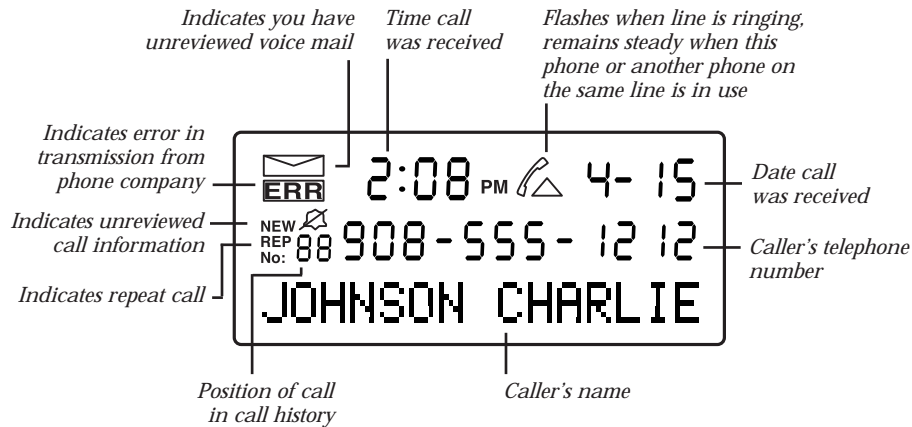 Indicates you have
unreviewed voice mail
Time call
was received
Flashes when line is ringing,
remains steady when this
phone or another phone on
the same line is in use
Indicates error in
transmission from
phone company
Indicates unreviewed
call information
Indicates repeat call
ERR
2:08 PM
4-15
NEW
REP
No: 88
908-555-1212
JOHNSON CHARLIE
Date call
was received
Caller's telephone
number
Position of call
in call history
Caller's name